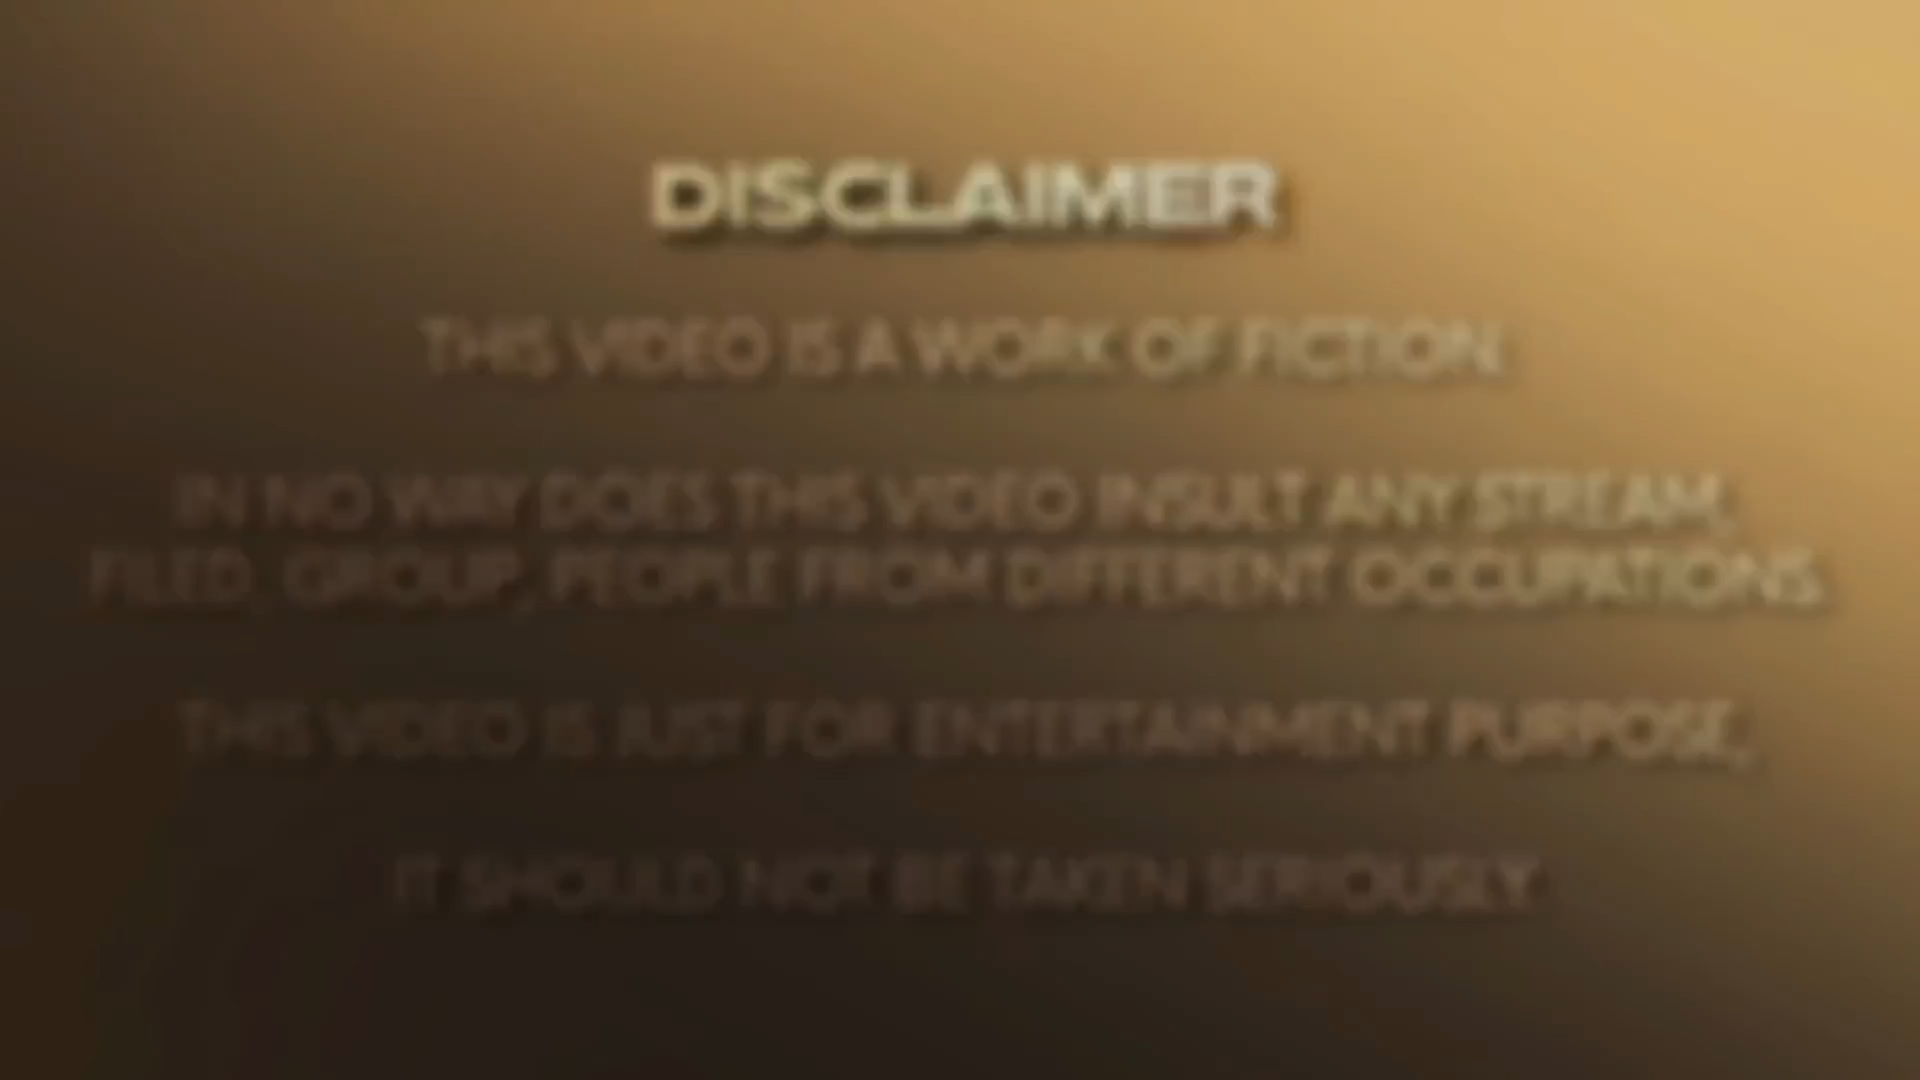 DISCLAIMER
THIS VIDEO IS A WORK OF FICTION.
IN NO WAY DOES THIS VIDEO INSULT ANY STREAM,
FILED, GROUP, PEOPLE FROM DIFFERENT OCCUPATIONS.
THIS VIDEO IS JUST FOR ENTERTAINMENT PURPOSE,
IT SHOULD NOT BE TAKEN SERIOUSLY.